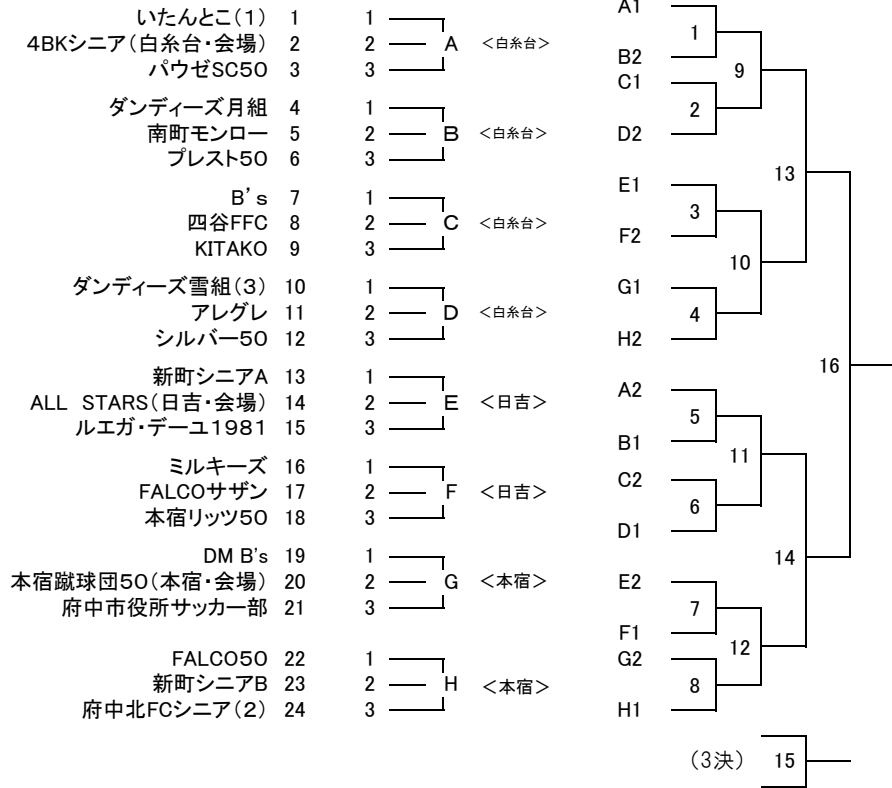 いたんとこ(1) 1 1
4BKシニア(白糸台・会場) 2 2 A <白糸台>
パウゼSC50 3 3
ダンディーズ月組 4 1
南町モンロー 5 2 B <白糸台>
プレスト50 6 3
B's 7 1
四谷FFC 8 2 C <白糸台>
KITAKO 9 3
ダンディーズ雪組(3) 10 1
アレグレ 11 2 D <白糸台>
シルバー50 12 3
新町シニアA 13 1
ALL STARS(日吉・会場) 14 2 E <日吉>
ルエガ・デーユ1981 15 3
ミルキーズ 16 1
FALCOサザン 17 2 F <日吉>
本宿リッツ50 18 3
DM B's 19 1
本宿蹴球団50(本宿・会場) 20 2 G <本宿>
府中市役所サッカー部 21 3
FALCO50 22 1
新町シニアB 23 2 H <本宿>
府中北FCシニア(2) 24 3
A1
1
B2
9
C1
2
D2
13
E1
3
F2
10
G1
4
H2
16
A2
5
B1
11
C2
6
D1
14
E2
7
F1
12
G2
8
H1
(3決) 15